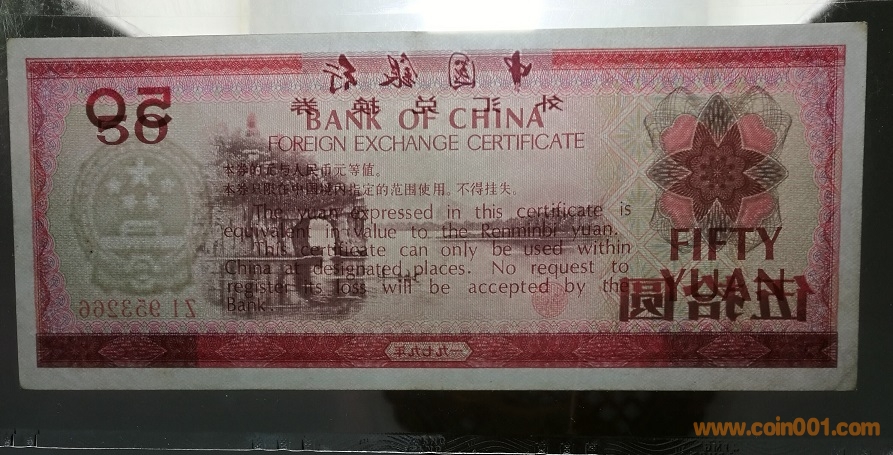 中国銀行
外汇兑换券
50
50
BANK OF CHINA
FOREIGN EXCHANGE CERTIFICATE
本券的元与人民币元等值。
本券只限在中国境内指定的范围使用。不得挂失。
The yuan expressed in this certificate is
equivalent in value to the Renminbi yuan.
This certificate can only be used within
China at designated places. No request to
register its loss will be accepted by the
Bank.
FIFTY
YUAN
伍拾圆
ZI 953266
一九七九年
www.coin001.com